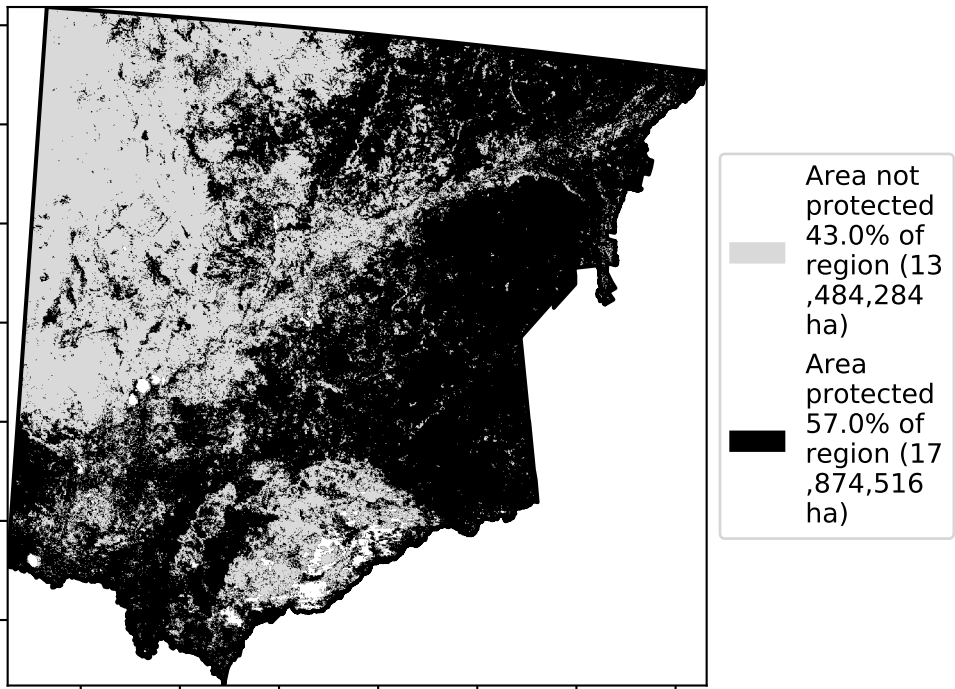 Area not
protected
43.0% of
region (13
,484,284
ha)
Area
protected
57.0% of
region (17
,874,516
ha)